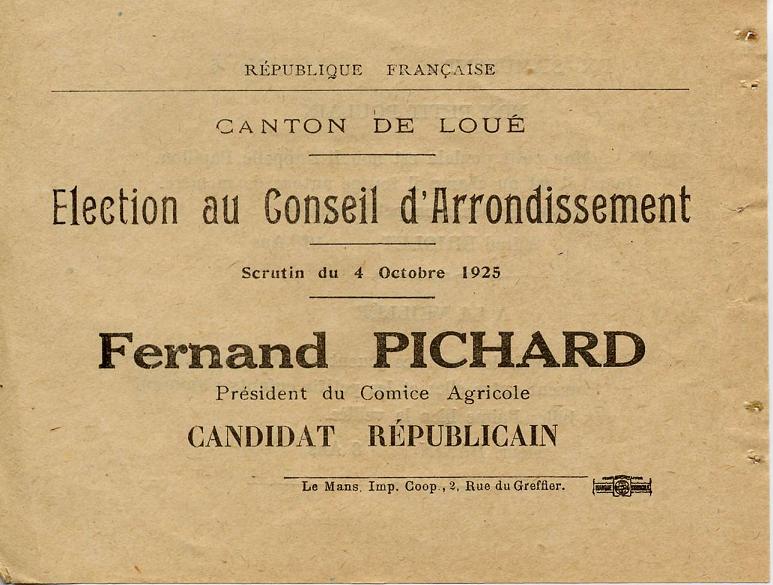 RÉPUBLIQUE FRANÇAISE
CANTON DE LOUÉ
Election au Conseil d'Arrondissement
Scrutin du 4 Octobre 1925
Fernand PICHARD
Président du Comice Agricole
CANDIDAT RÉPUBLICAIN
Le Mans. Imp. Coop., 2, Rue du Greffier.